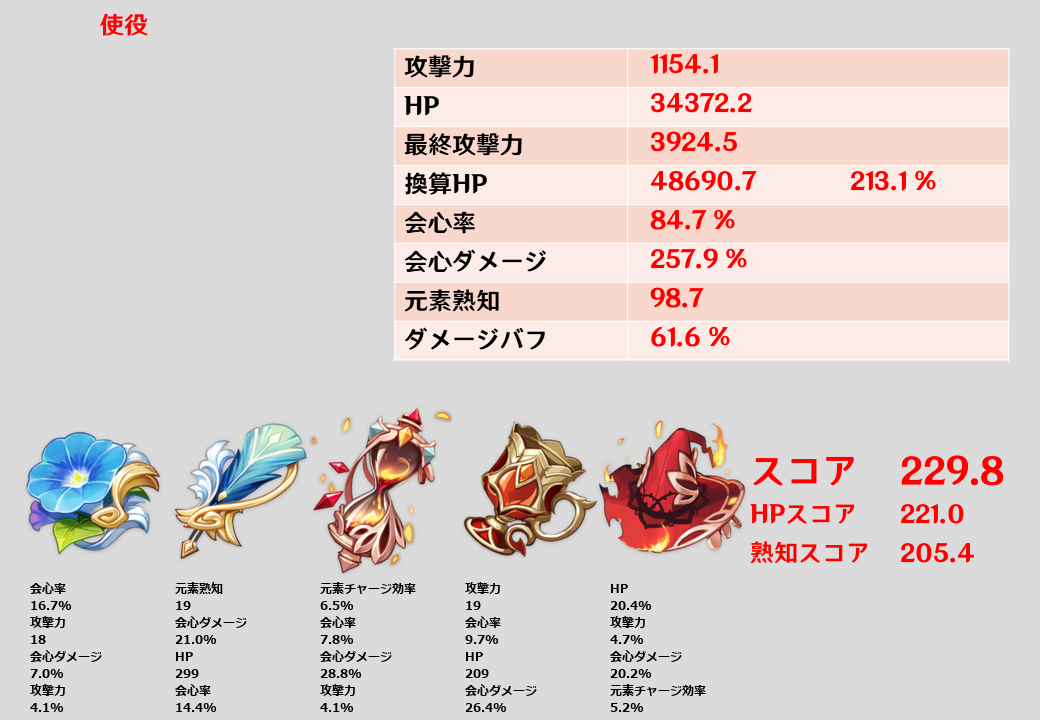 使役
攻撃力 1154.1
HP 34372.2
最終攻撃力 3924.5
換算HP 48690.7 213.1 %
会心率 84.7 %
会心ダメージ 257.9 %
元素熟知 98.7
ダメージバフ 61.6 %
スコア 229.8
HPスコア 221.0
熟知スコア 205.4
会心率
16.7%
攻撃力
18
会心ダメージ
7.0%
攻撃力
4.1%
元素熟知
19
会心ダメージ
21.0%
HP
299
会心率
14.4%
元素チャージ効率
6.5%
会心率
7.8%
会心ダメージ
28.8%
攻撃力
4.1%
攻撃力
19
会心率
9.7%
HP
209
会心ダメージ
26.4%
HP
20.4%
攻撃力
4.7%
会心ダメージ
20.2%
元素チャージ効率
5.2%